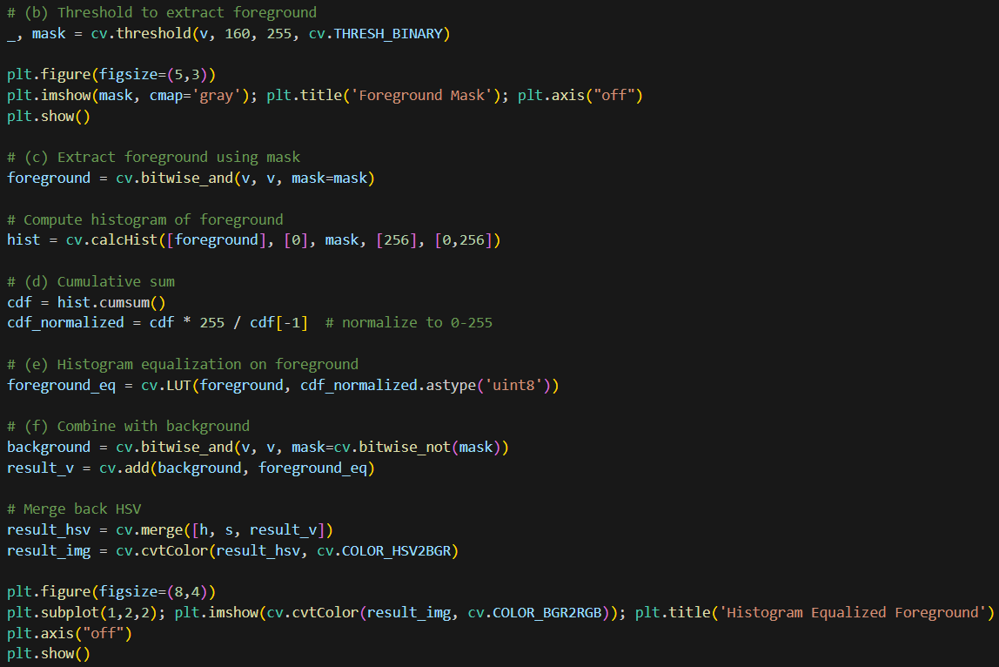 # (b) Threshold to extract foreground
_, mask = cv.threshold(v, 160, 255, cv.THRESH_BINARY)
plt.figure(figsize=(5,3))
plt.imshow(mask, cmap='gray'); plt.title('Foreground Mask'); plt.axis("off")
plt.show()
# (c) Extract foreground using mask
foreground = cv.bitwise_and(v, v, mask=mask)
# Compute histogram of foreground
hist = cv.calcHist([foreground], [0], mask, [256], [0,256])
# (d) Cumulative sum
cdf = hist.cumsum()
cdf_normalized = cdf * 255 / cdf[-1]  # normalize to 0-255
# (e) Histogram equalization on foreground
foreground_eq = cv.LUT(foreground, cdf_normalized.astype('uint8'))
# (f) Combine with background
background = cv.bitwise_and(v, v, mask=cv.bitwise_not(mask))
result_v = cv.add(background, foreground_eq)
# Merge back HSV
result_hsv = cv.merge([h, s, result_v])
result_img = cv.cvtColor(result_hsv, cv.COLOR_HSV2BGR)
plt.figure(figsize=(8,4))
plt.subplot(1,2,2); plt.imshow(cv.cvtColor(result_img, cv.COLOR_BGR2RGB)); plt.title('Histogram Equalized Foreground')
plt.axis("off")
plt.show()